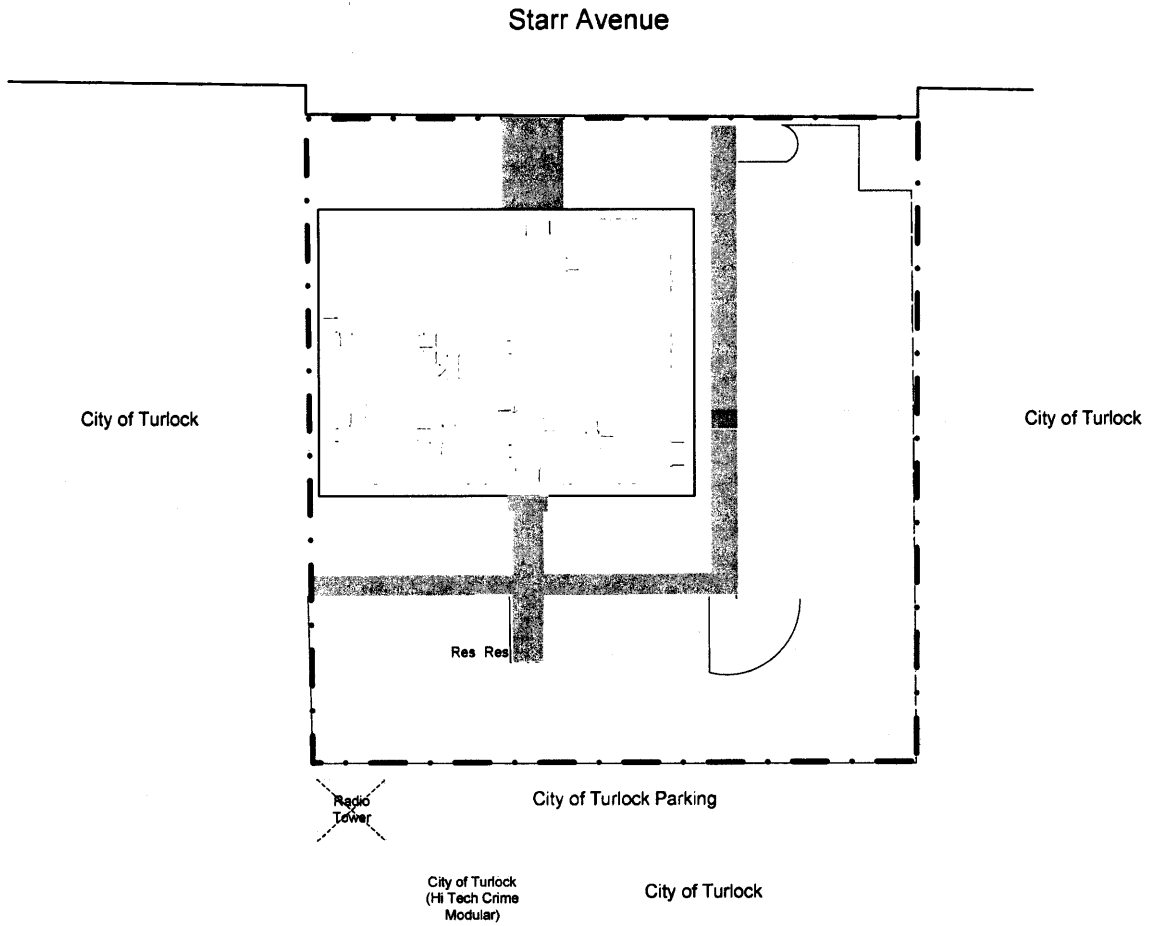 Starr Avenue
City of Turlock
City of Turlock
Res Res
Radio
Tower
City of Turlock Parking
City of Turlock
(Hi Tech Crime
Modular)
City of Turlock